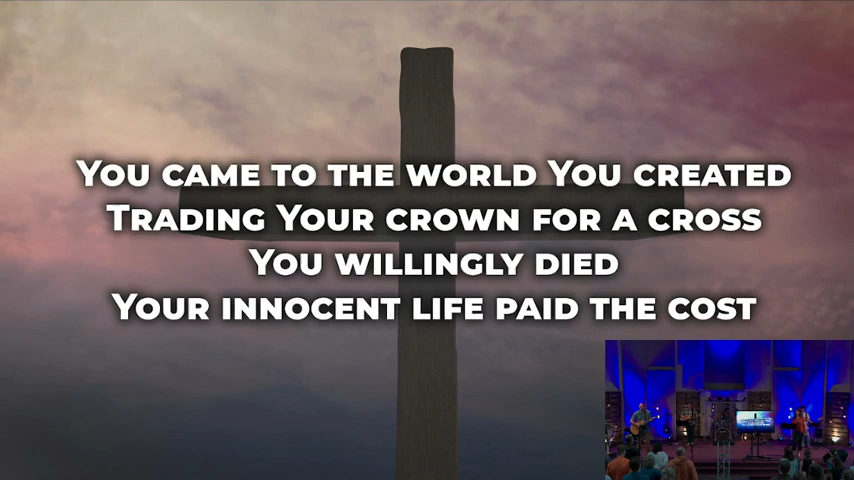 You came to the world You created
Trading Your crown for a cross
You willingly died
Your innocent life paid the cost